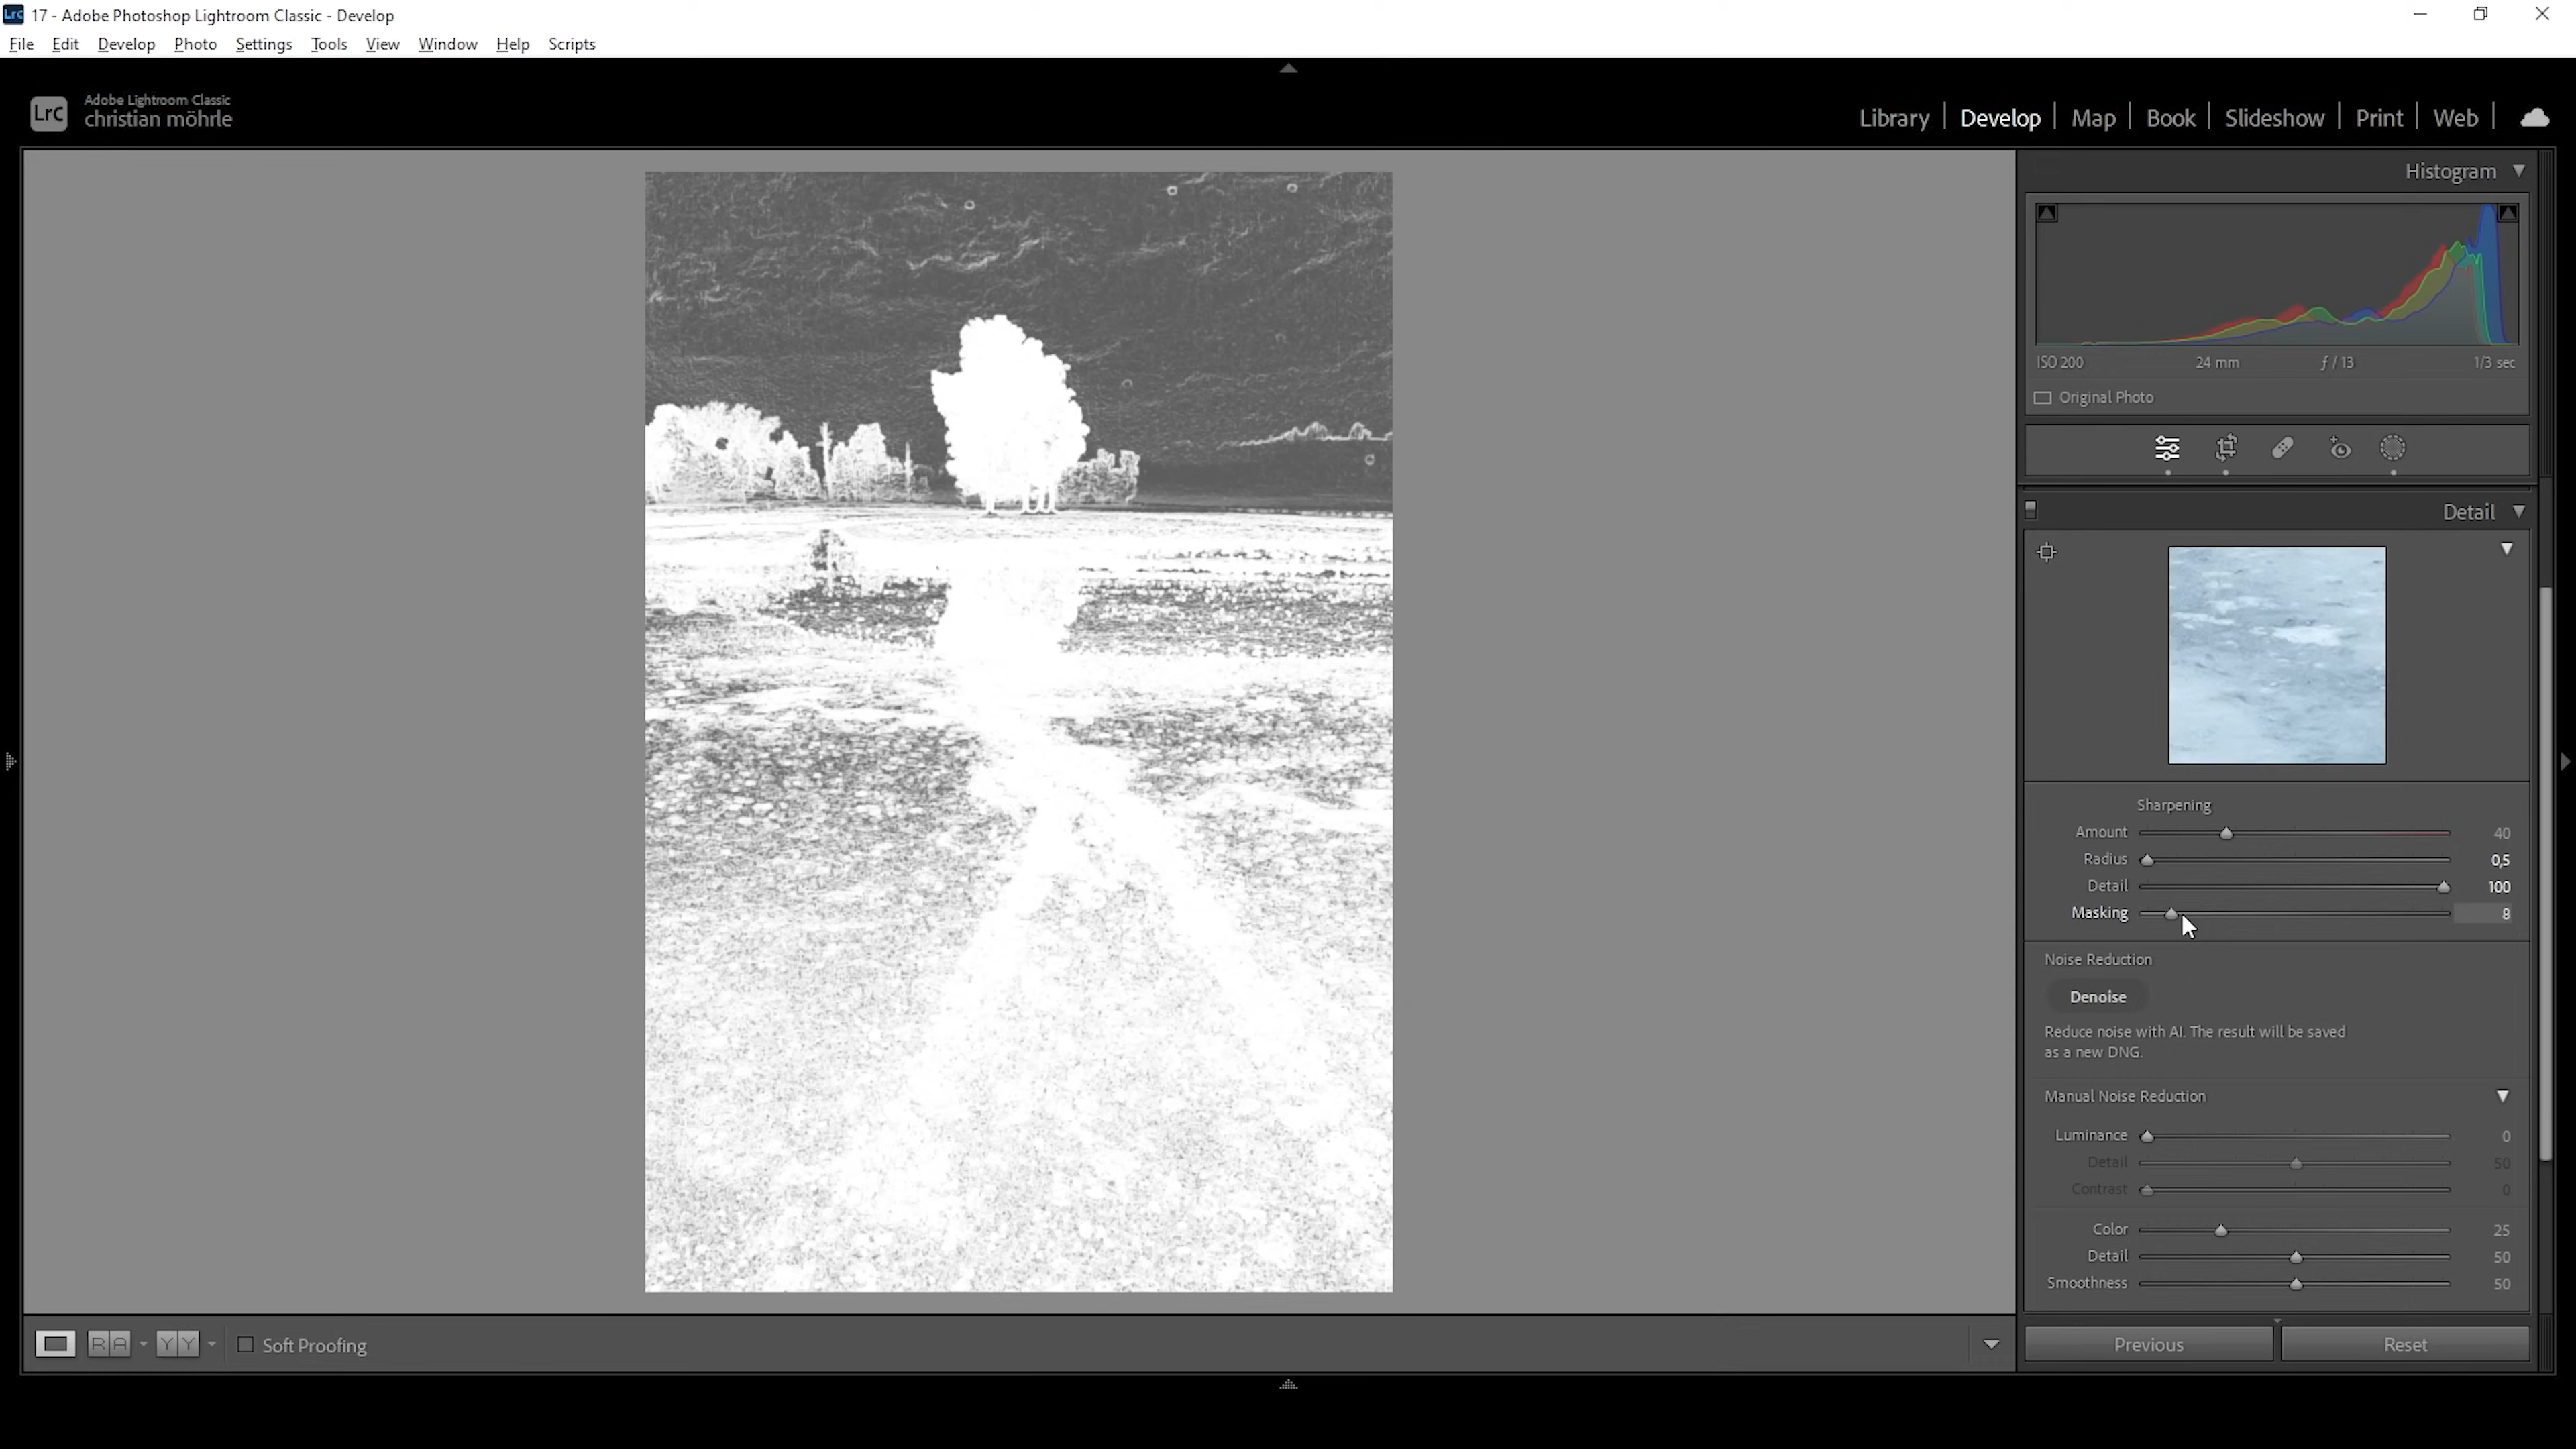 Lrc 17 - Adobe Photoshop Lightroom Classic - Develop
File Edit Develop Photo Settings Tools View Window Help Scripts
Lrc
Adobe Lightroom Classic
christian möhrle
Library | Develop | Map | Book | Slideshow | Print | Web |
Histogram
ISO 200 24 mm ƒ / 13 1/3 sec
Original Photo
Detail
Sharpening
Amount 40
Radius 0,5
Detail 100
Masking 8
Noise Reduction
Denoise
Reduce noise with AI. The result will be saved
as a new DNG.
Manual Noise Reduction
Luminance 0
Detail 50
Contrast 0
Color 25
Detail 50
Smoothness 50
R A Y Y Soft Proofing
Previous Reset